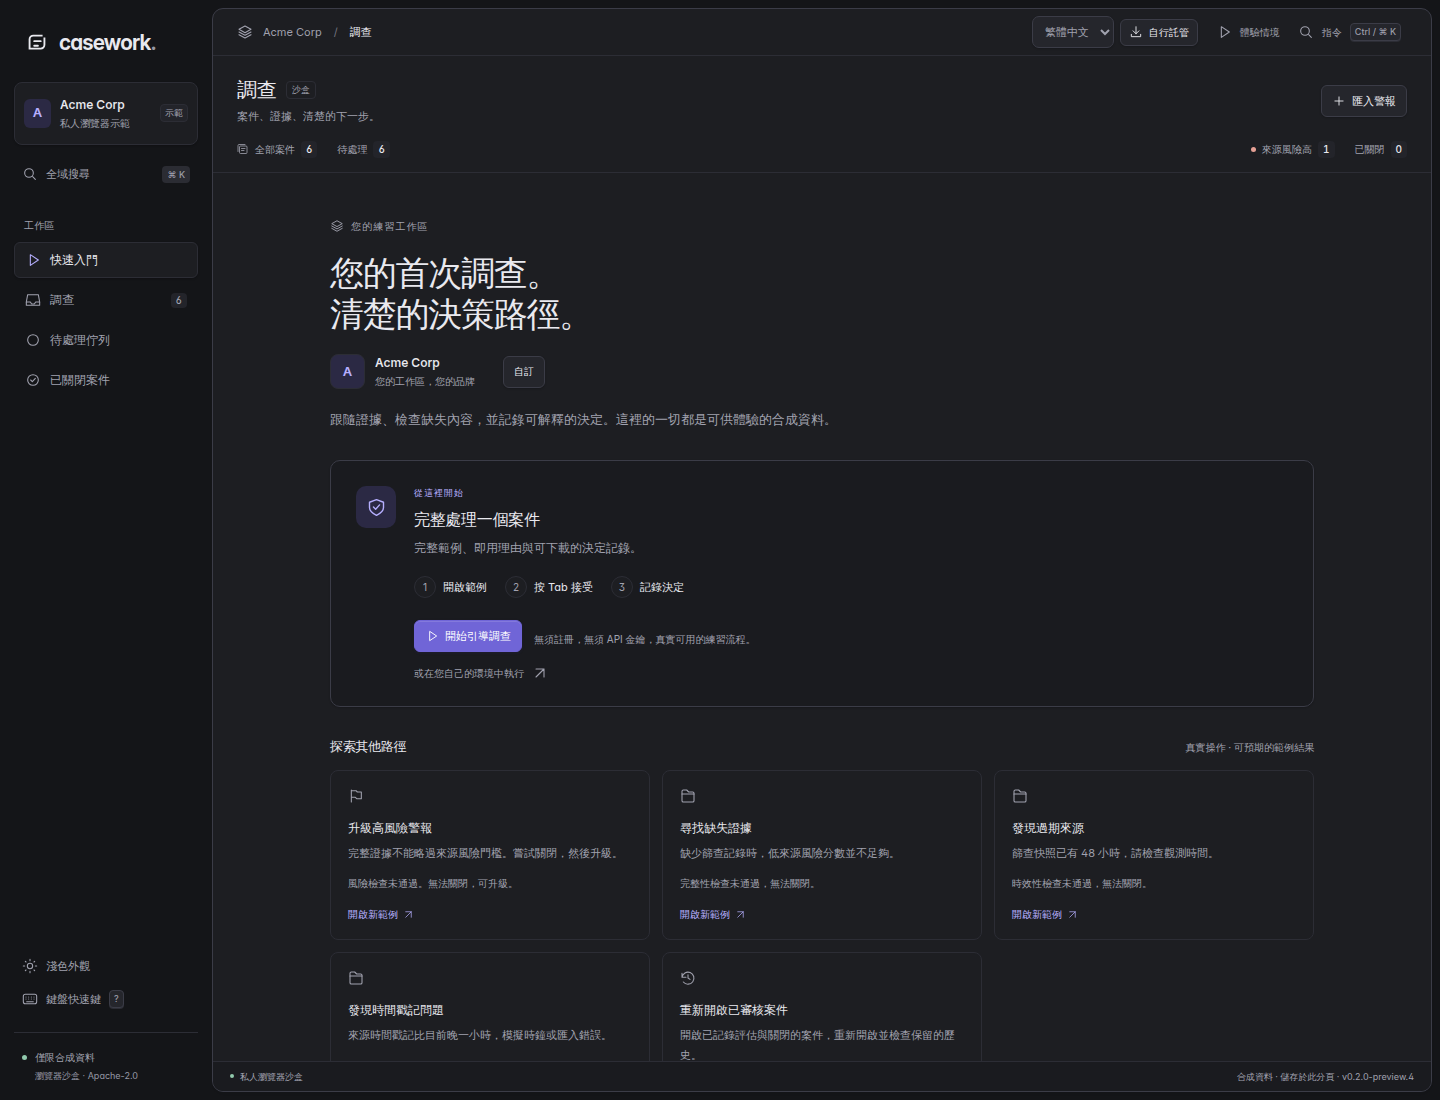 casework.
A
Acme Corp
私人瀏覽器示範
示範
全域搜尋
⌘ K
工作區
快速入門
調查
6
待處理佇列
已關閉案件
淺色外觀
鍵盤快速鍵
?
僅限合成資料
瀏覽器沙盒 · Apache-2.0
Acme Corp / 調查
繁體中文
自行託管
體驗情境
指令
Ctrl / ⌘ K
調查
沙盒
案件、證據、清楚的下一步。
匯入警報
全部案件 6
待處理 6
來源風險高 1
已關閉 0
您的練習工作區
您的首次調查。
清楚的決策路徑。
A
Acme Corp
您的工作區，您的品牌
自訂
跟隨證據、檢查缺失內容，並記錄可解釋的決定。這裡的一切都是可供體驗的合成資料。
從這裡開始
完整處理一個案件
完整範例、即用理由與可下載的決定記錄。
1 開啟範例
2 按 Tab 接受
3 記錄決定
開始引導調查
無須註冊，無須 API 金鑰，真實可用的練習流程。
或在您自己的環境中執行
探索其他路徑
真實操作 · 可預期的範例結果
升級高風險警報
完整證據不能略過來源風險門檻。嘗試關閉，然後升級。
風險檢查未通過。無法關閉，可升級。
開啟新範例
尋找缺失證據
缺少篩查記錄時，低來源風險分數並不足夠。
完整性檢查未通過，無法關閉。
開啟新範例
發現過期來源
篩查快照已有 48 小時，請檢查觀測時間。
時效性檢查未通過，無法關閉。
開啟新範例
發現時間戳記問題
來源時間戳記比目前晚一小時，模擬時鐘或匯入錯誤。
重新開啟已審核案件
開啟已記錄評估與關閉的案件，重新開啟並檢查保留的歷
史。
私人瀏覽器沙盒
合成資料 · 儲存於此分頁 · v0.2.0-preview.4